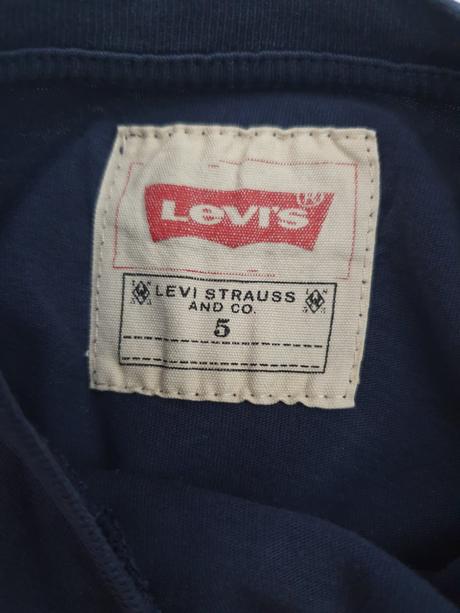 Levi's
LEVI STRAUSS
AND CO.
5